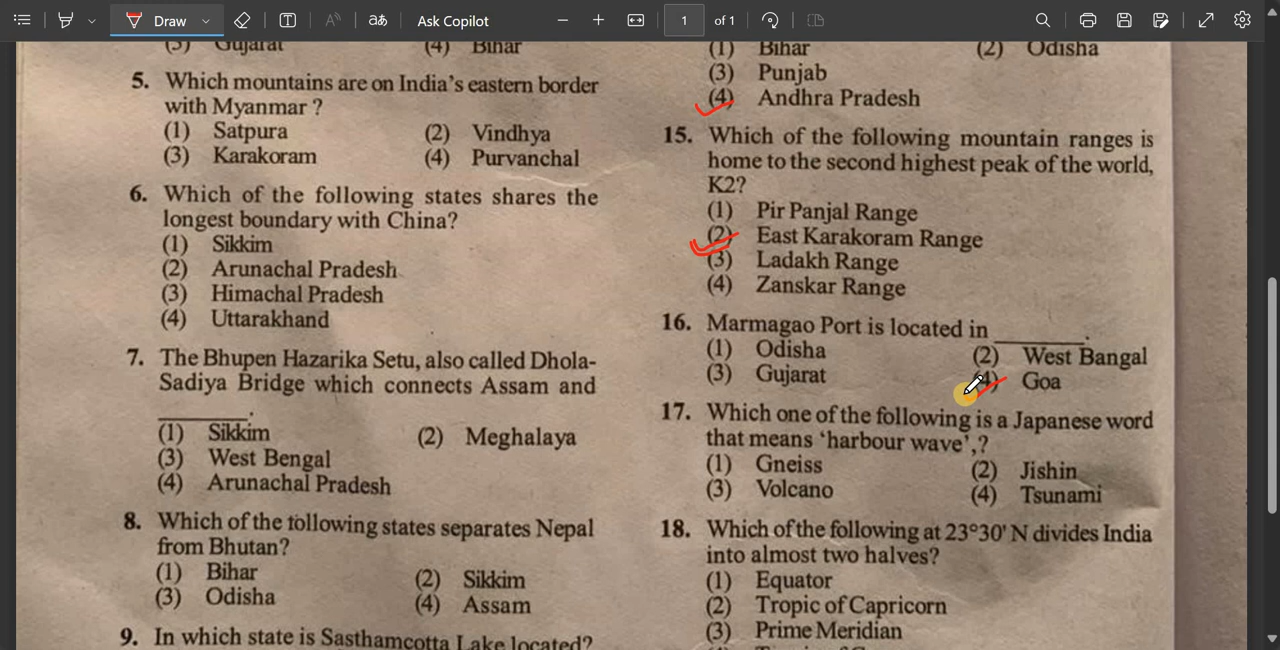 Draw
Ask Copilot
1 of 1
(3) Gujarat (4) Bihar
5. Which mountains are on India's eastern border
with Myanmar ?
(1) Satpura (2) Vindhya
(3) Karakoram (4) Purvanchal
6. Which of the following states shares the
longest boundary with China?
(1) Sikkim
(2) Arunachal Pradesh
(3) Himachal Pradesh
(4) Uttarakhand
7. The Bhupen Hazarika Setu, also called Dhola-
Sadiya Bridge which connects Assam and
________.
(1) Sikkim (2) Meghalaya
(3) West Bengal
(4) Arunachal Pradesh
8. Which of the following states separates Nepal
from Bhutan?
(1) Bihar (2) Sikkim
(3) Odisha (4) Assam
9. In which state is Sasthamcotta Lake located?
(1) Bihar (2) Odisha
(3) Punjab
(4) Andhra Pradesh
15. Which of the following mountain ranges is
home to the second highest peak of the world,
K2?
(1) Pir Panjal Range
(2) East Karakoram Range
(3) Ladakh Range
(4) Zanskar Range
16. Marmagao Port is located in ________.
(1) Odisha (2) West Bangal
(3) Gujarat (4) Goa
17. Which one of the following is a Japanese word
that means 'harbour wave',?
(1) Gneiss (2) Jishin
(3) Volcano (4) Tsunami
18. Which of the following at 23°30' N divides India
into almost two halves?
(1) Equator
(2) Tropic of Capricorn
(3) Prime Meridian